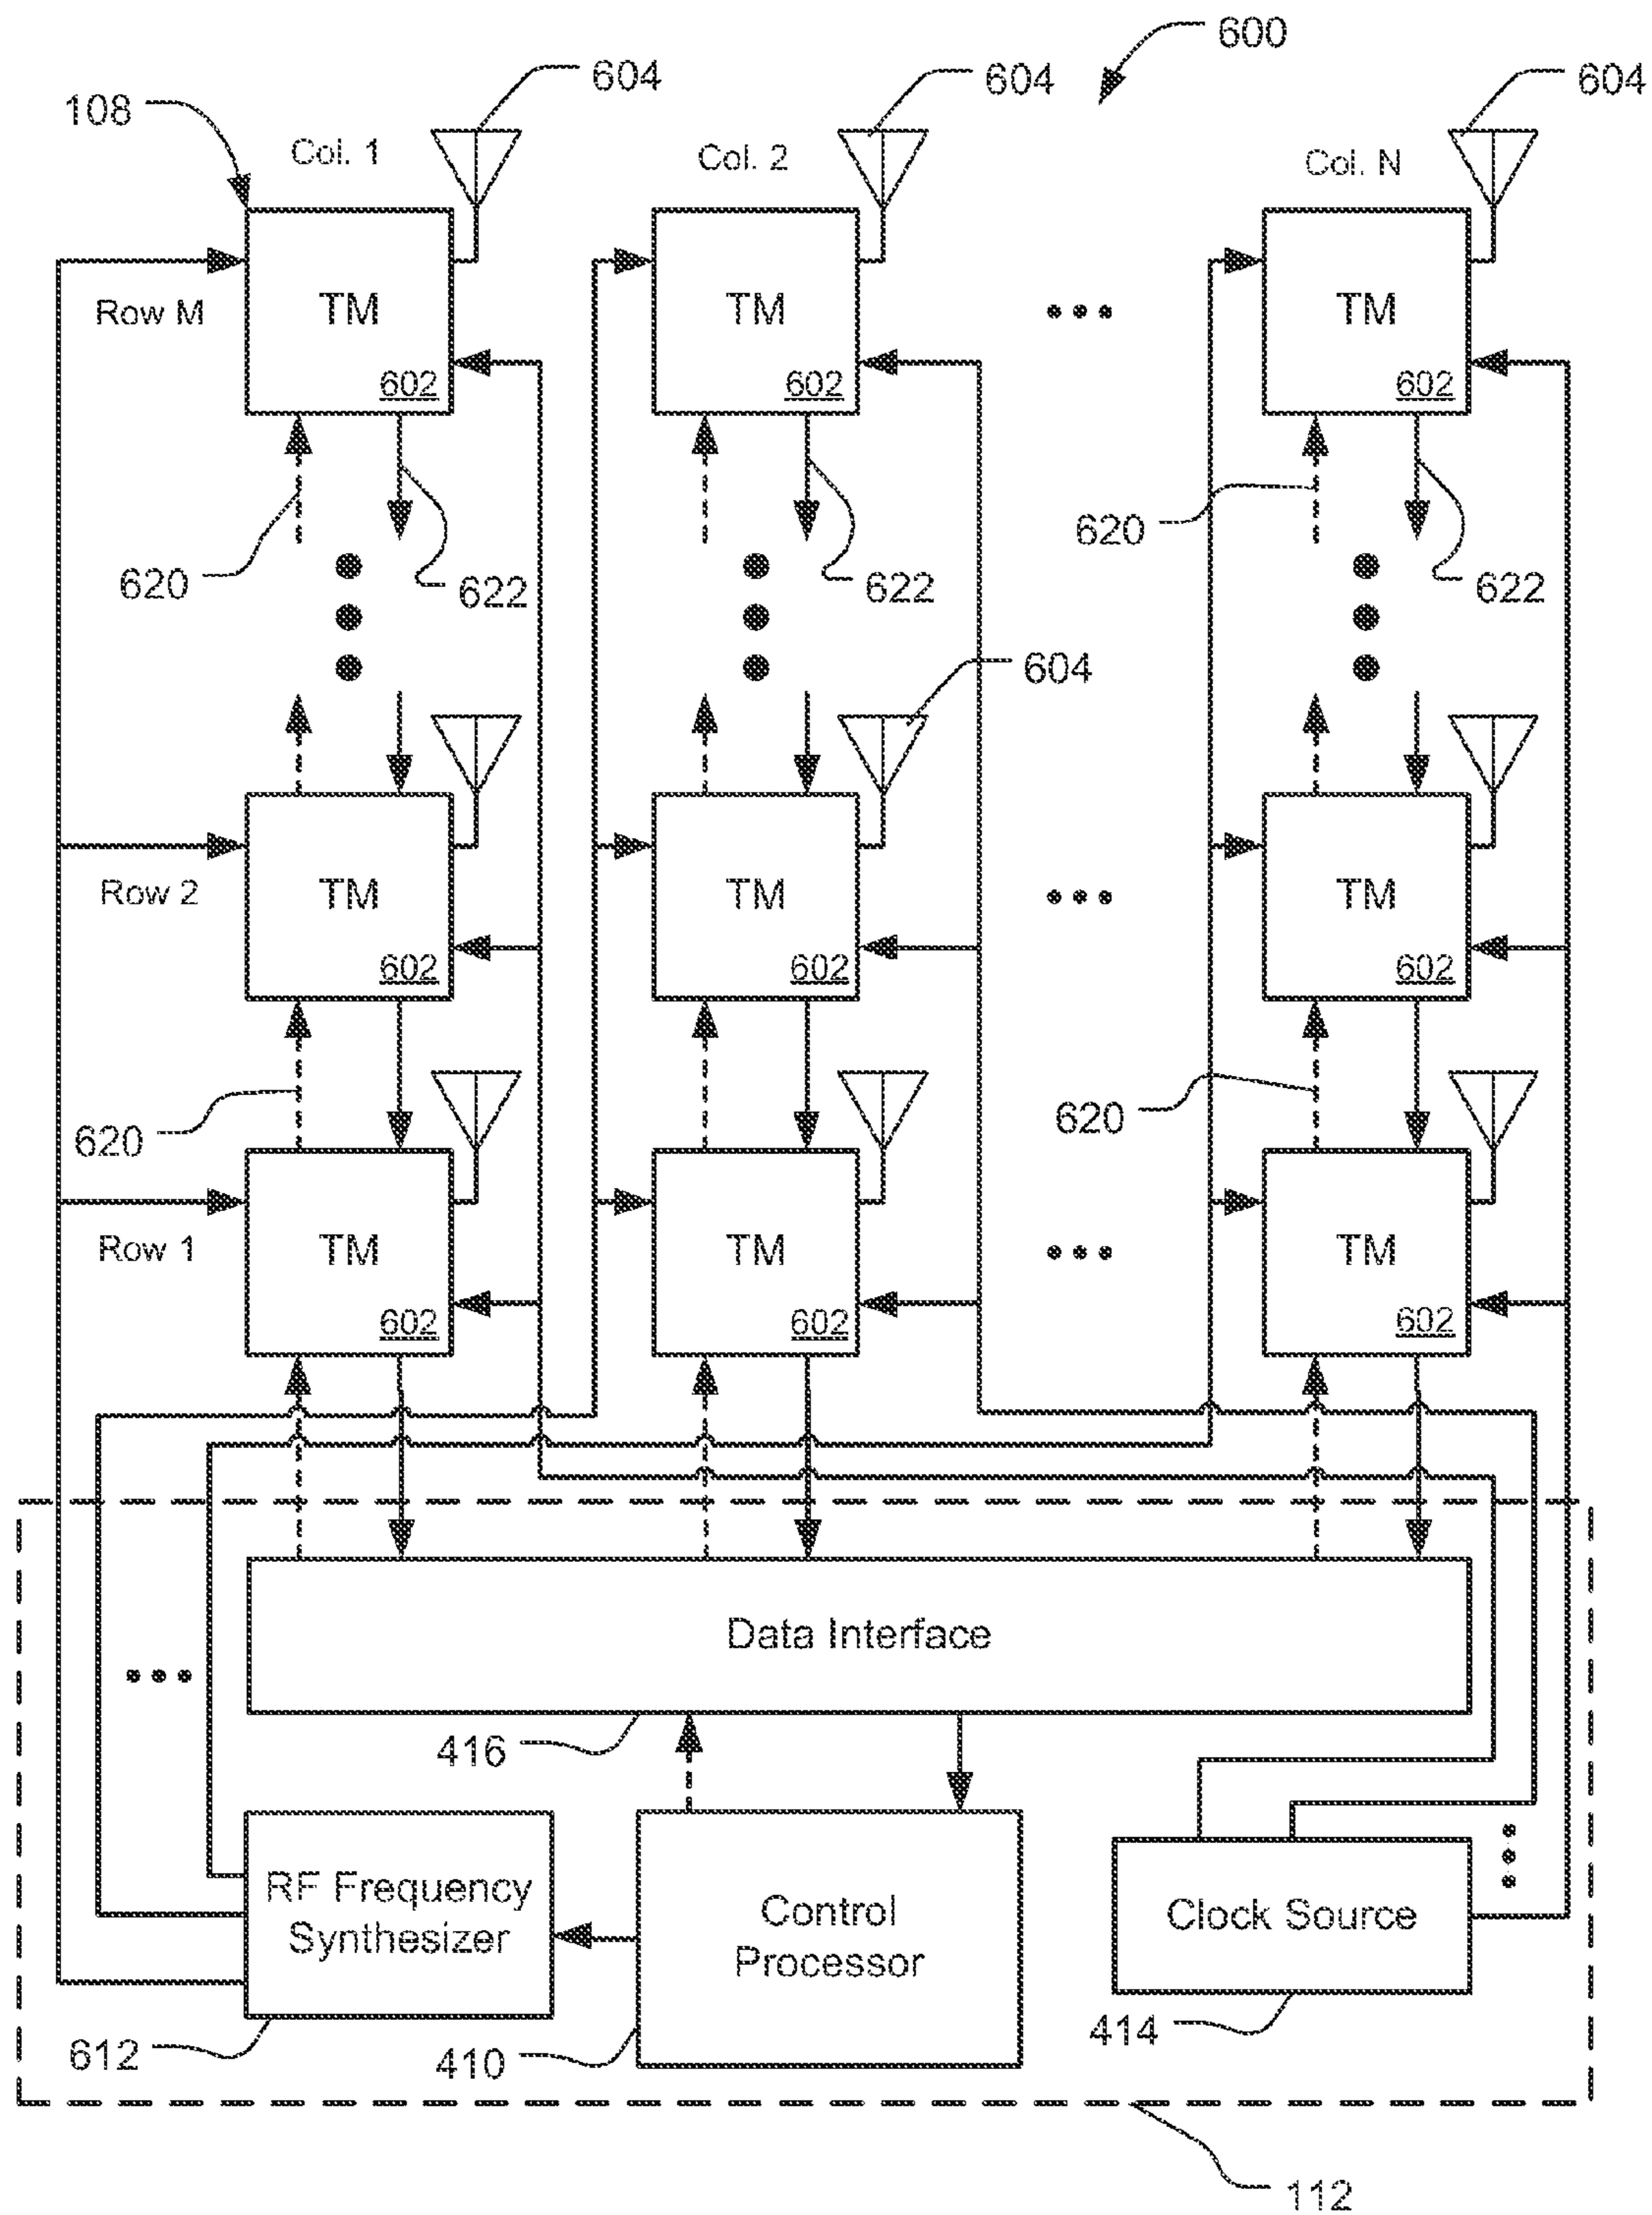 600
604
604
604
108
Col. 1
Col. 2
Col. N
Row M
TM
602
TM
602
TM
602
620
622
622
620
622
604
Row 2
TM
602
TM
602
TM
602
620
620
Row 1
TM
602
TM
602
TM
602
Data Interface
416
RF Frequency
Synthesizer
Control
Processor
Clock Source
612
410
414
112